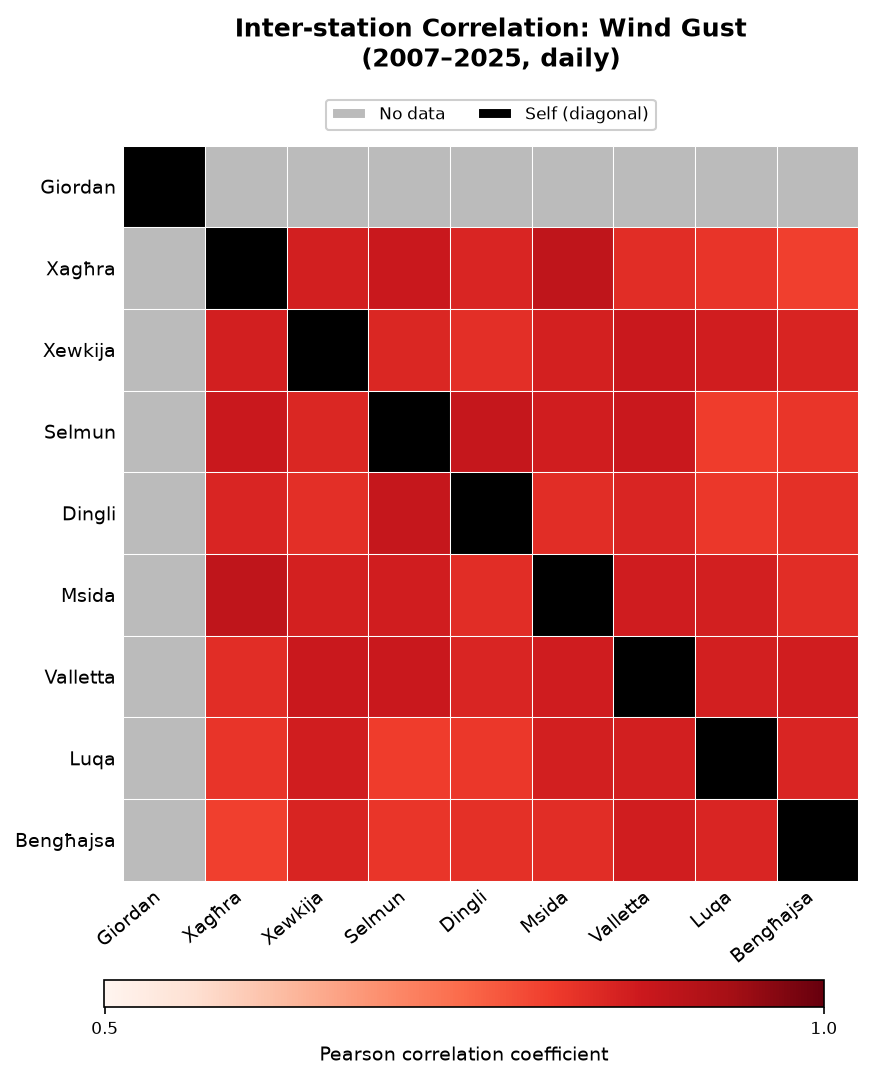 Inter-station Correlation: Wind Gust
(2007–2025, daily)
No data
Self (diagonal)
Giordan
Xagħra
Xewkija
Selmun
Dingli
Msida
Valletta
Luqa
Bengħajsa
Giordan
Xagħra
Xewkija
Selmun
Dingli
Msida
Valletta
Luqa
Bengħajsa
0.5
1.0
Pearson correlation coefficient